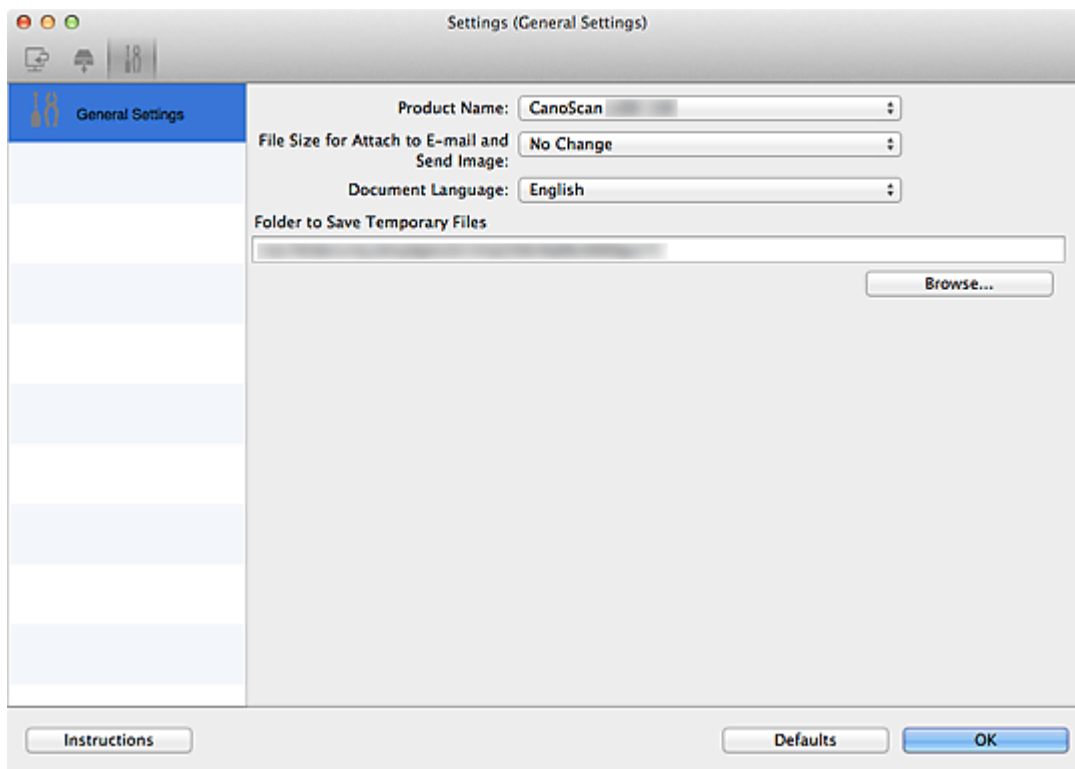 Settings (General Settings)
General Settings
Product Name:
CanoScan
File Size for Attach to E-mail and
Send Image:
No Change
Document Language:
English
Folder to Save Temporary Files
Browse...
Instructions
Defaults
OK